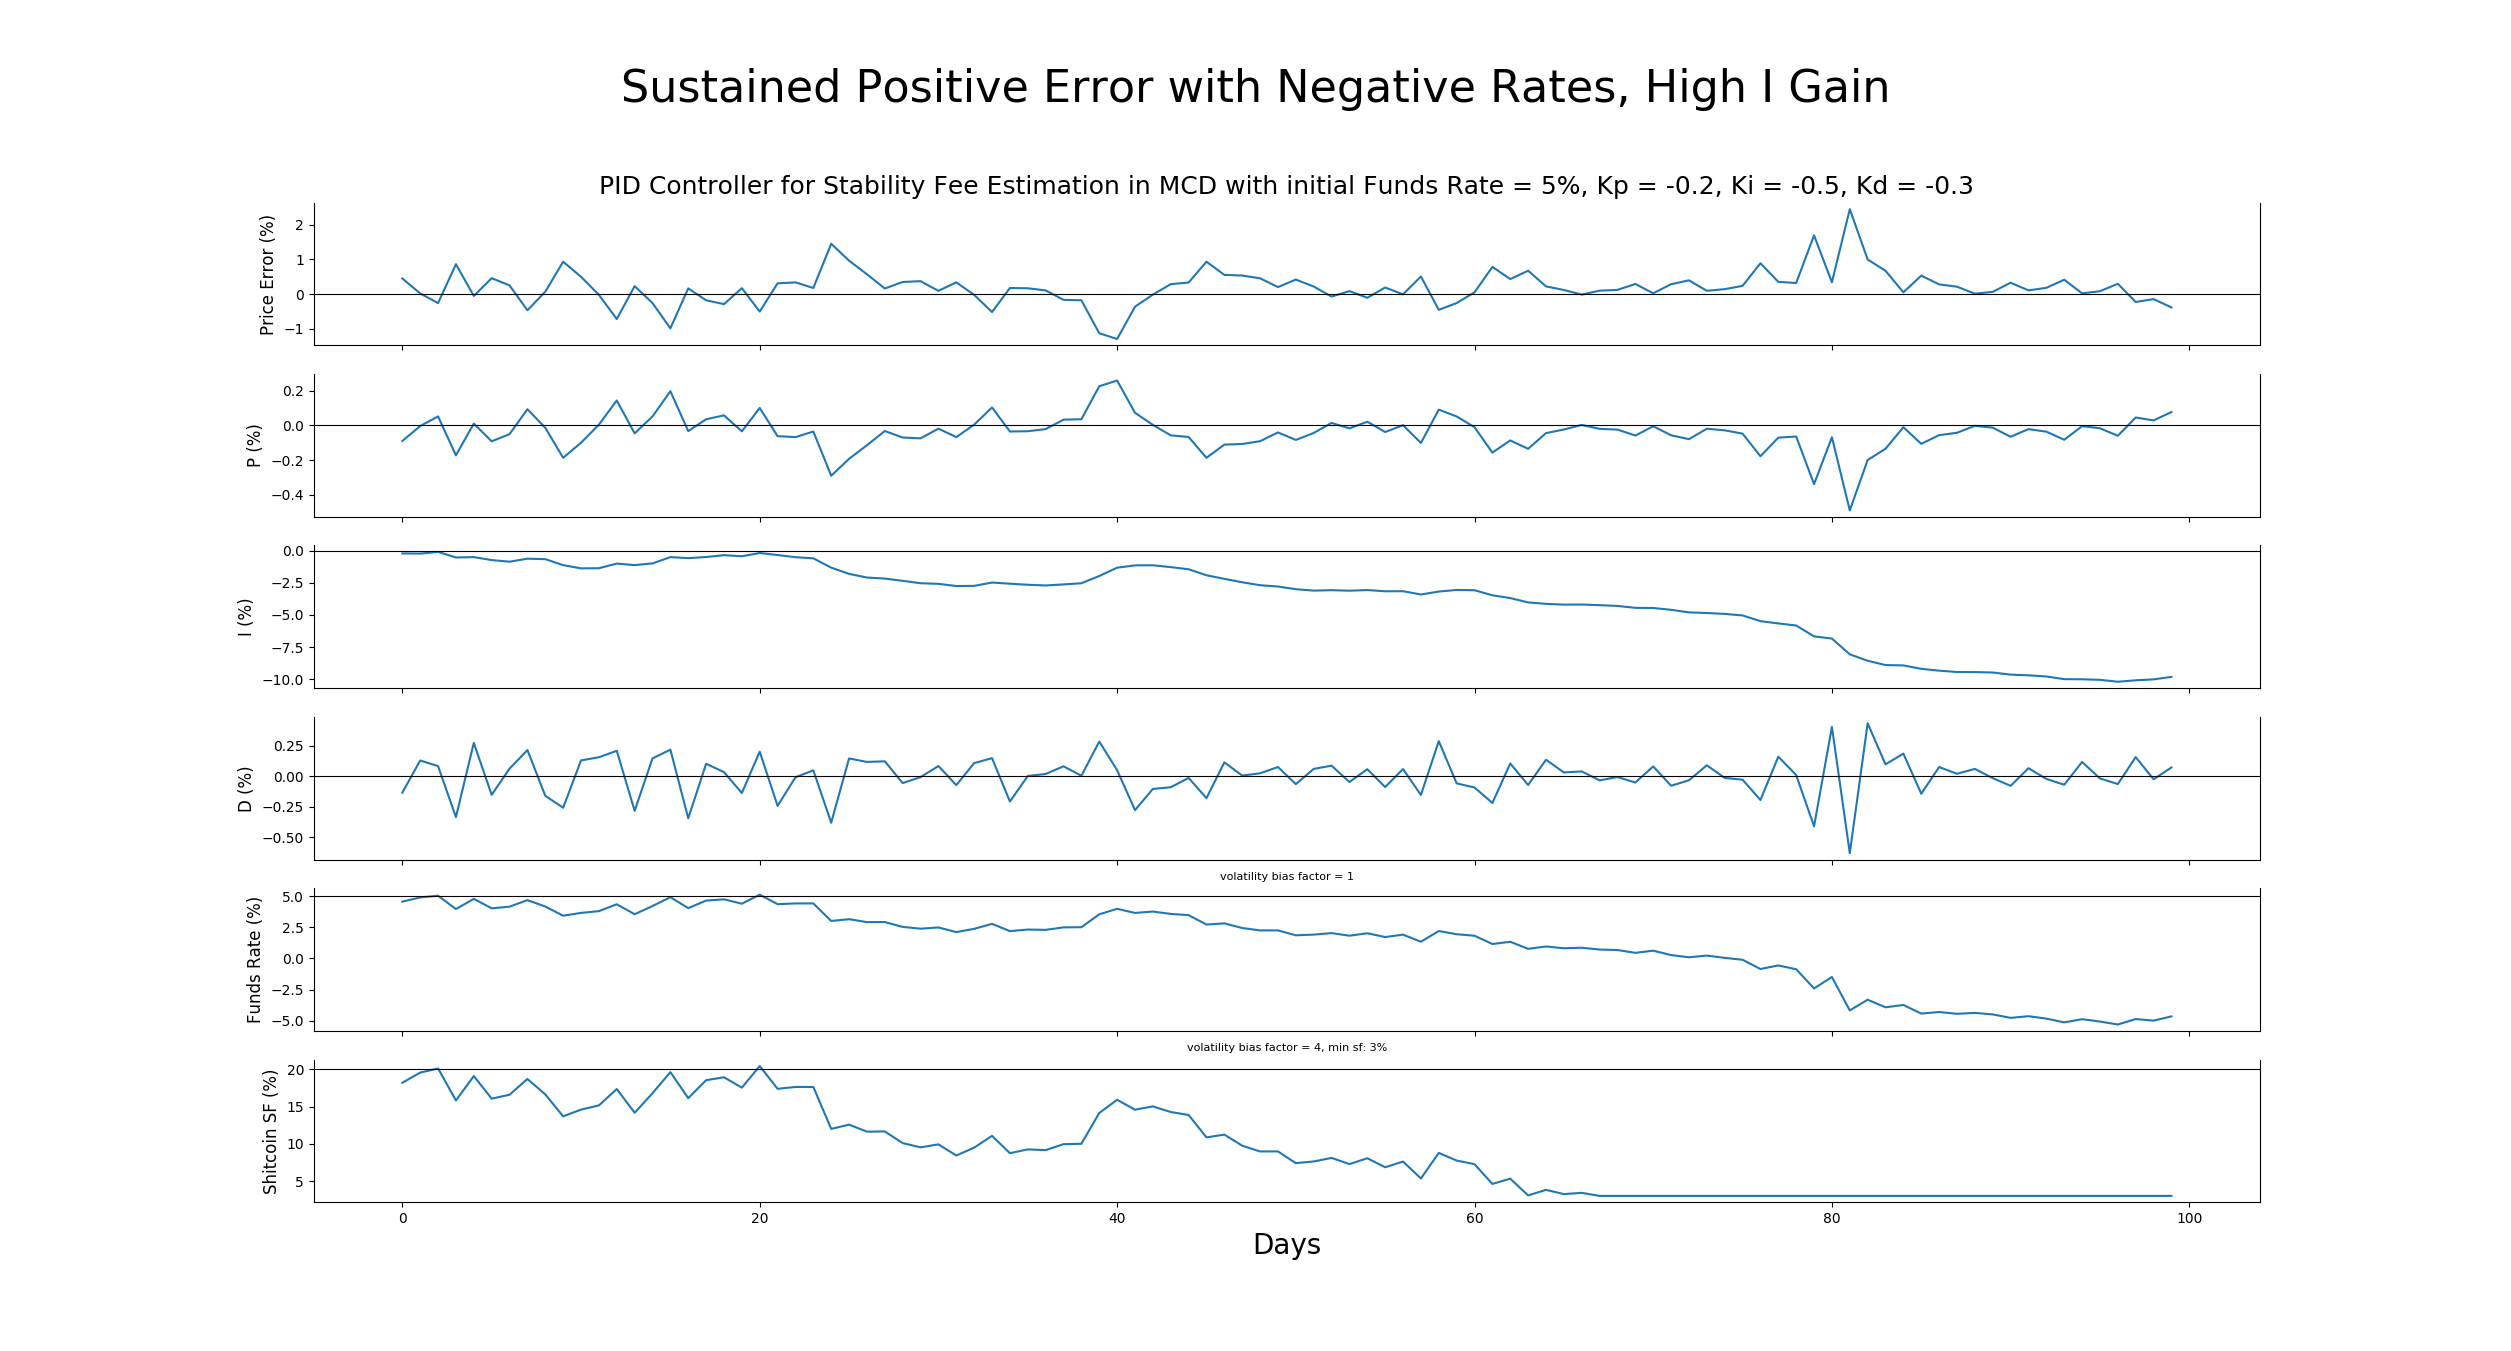 Sustained Positive Error with Negative Rates, High I Gain
PID Controller for Stability Fee Estimation in MCD with initial Funds Rate = 5%, Kp = -0.2, Ki = -0.5, Kd = -0.3
Price Error (%)
2
1
0
−1
P (%)
0.2
0.0
−0.2
−0.4
I (%)
0.0
−2.5
−5.0
−7.5
−10.0
D (%)
0.25
0.00
−0.25
−0.50
volatility bias factor = 1
Funds Rate (%)
5.0
2.5
0.0
−2.5
−5.0
volatility bias factor = 4, min sf: 3%
Shitcoin SF (%)
20
15
10
5
0 20 40 60 80 100
Days